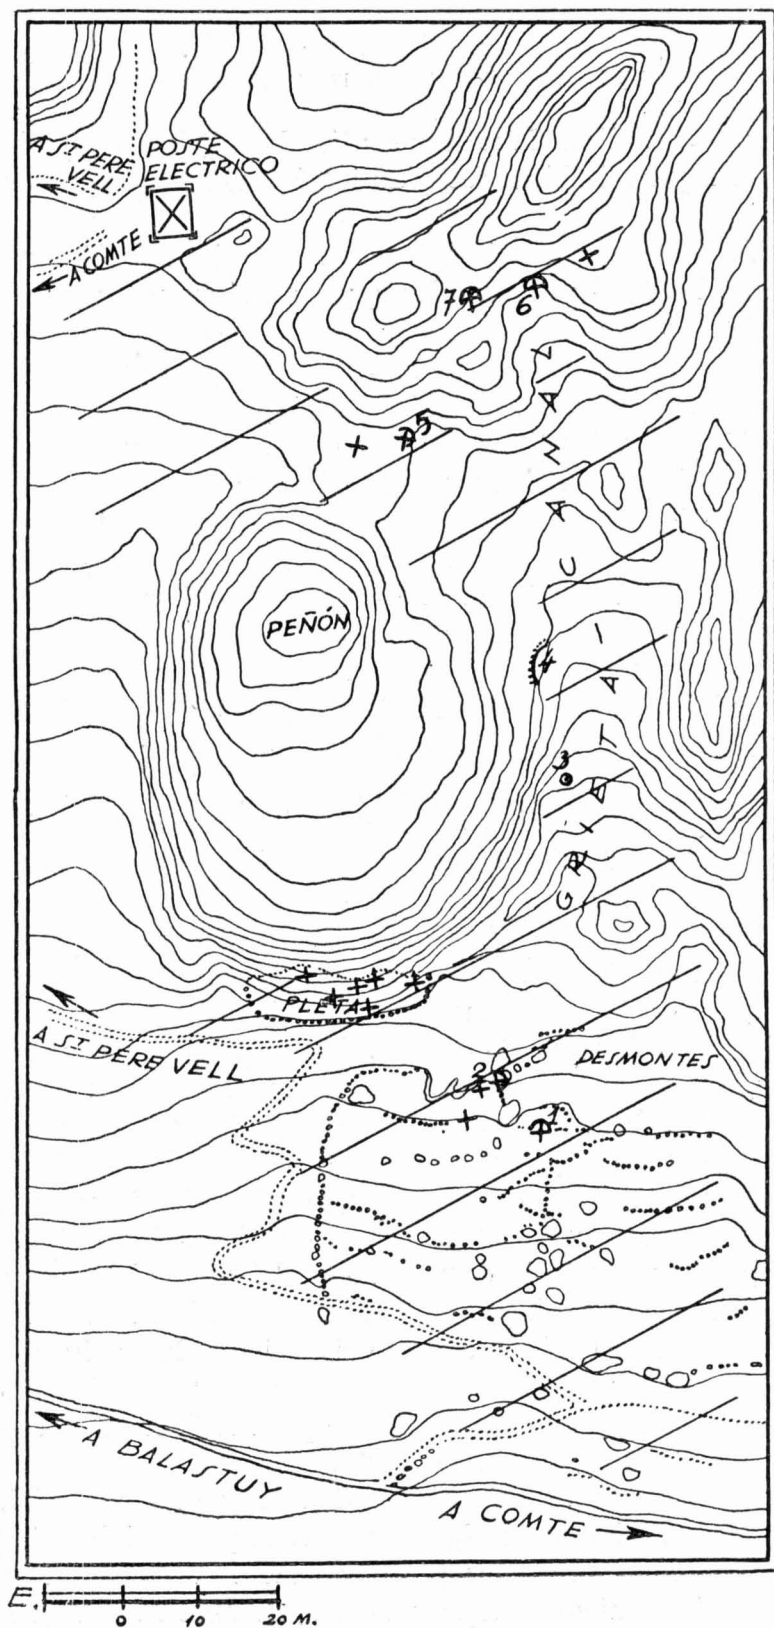 A ST PERE
VELL
POSTE
ELECTRICO
A COMTE
7
6
5
PEÑÓN
4
3
PLETA
A ST PERE VELL
DESMONTES
2
1
A BALASTUY
A COMTE
E.
0 10 20 M.